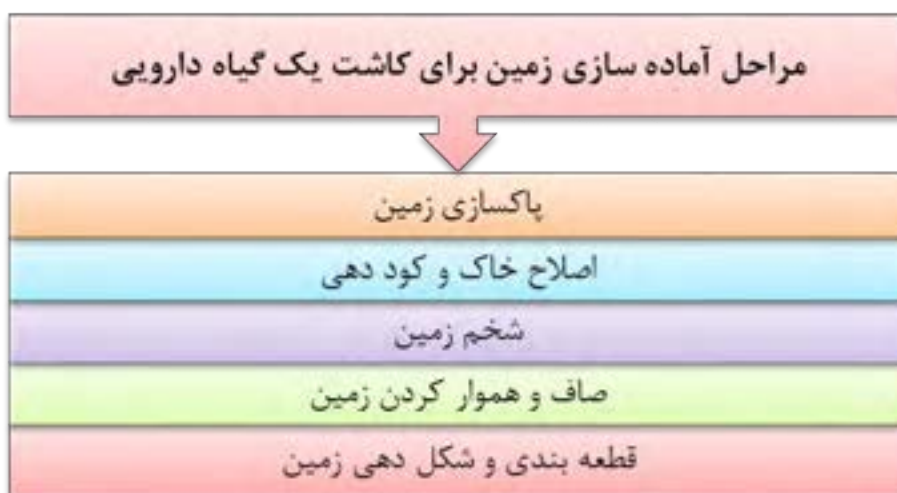 مراحل آماده سازی زمین برای کاشت یک گیاه دارویی
پاکسازی زمین
اصلاح خاک و کود دهی
شخم زمین
صاف و هموار کردن زمین
قطعه بندی و شکل دهی زمین